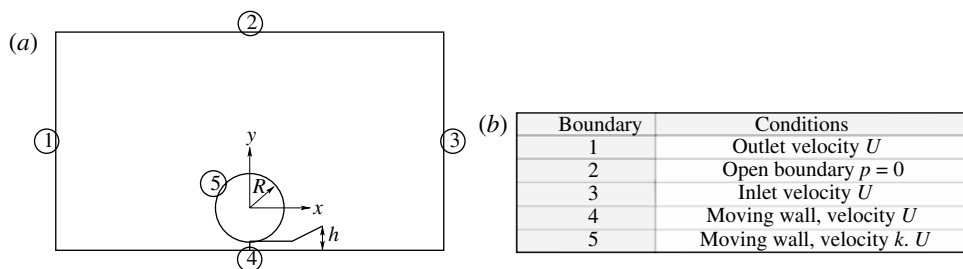 (a)
2
1
3
y
5
R
x
h
4
(b)
Boundary Conditions
1 Outlet velocity U
2 Open boundary p = 0
3 Inlet velocity U
4 Moving wall, velocity U
5 Moving wall, velocity k. U